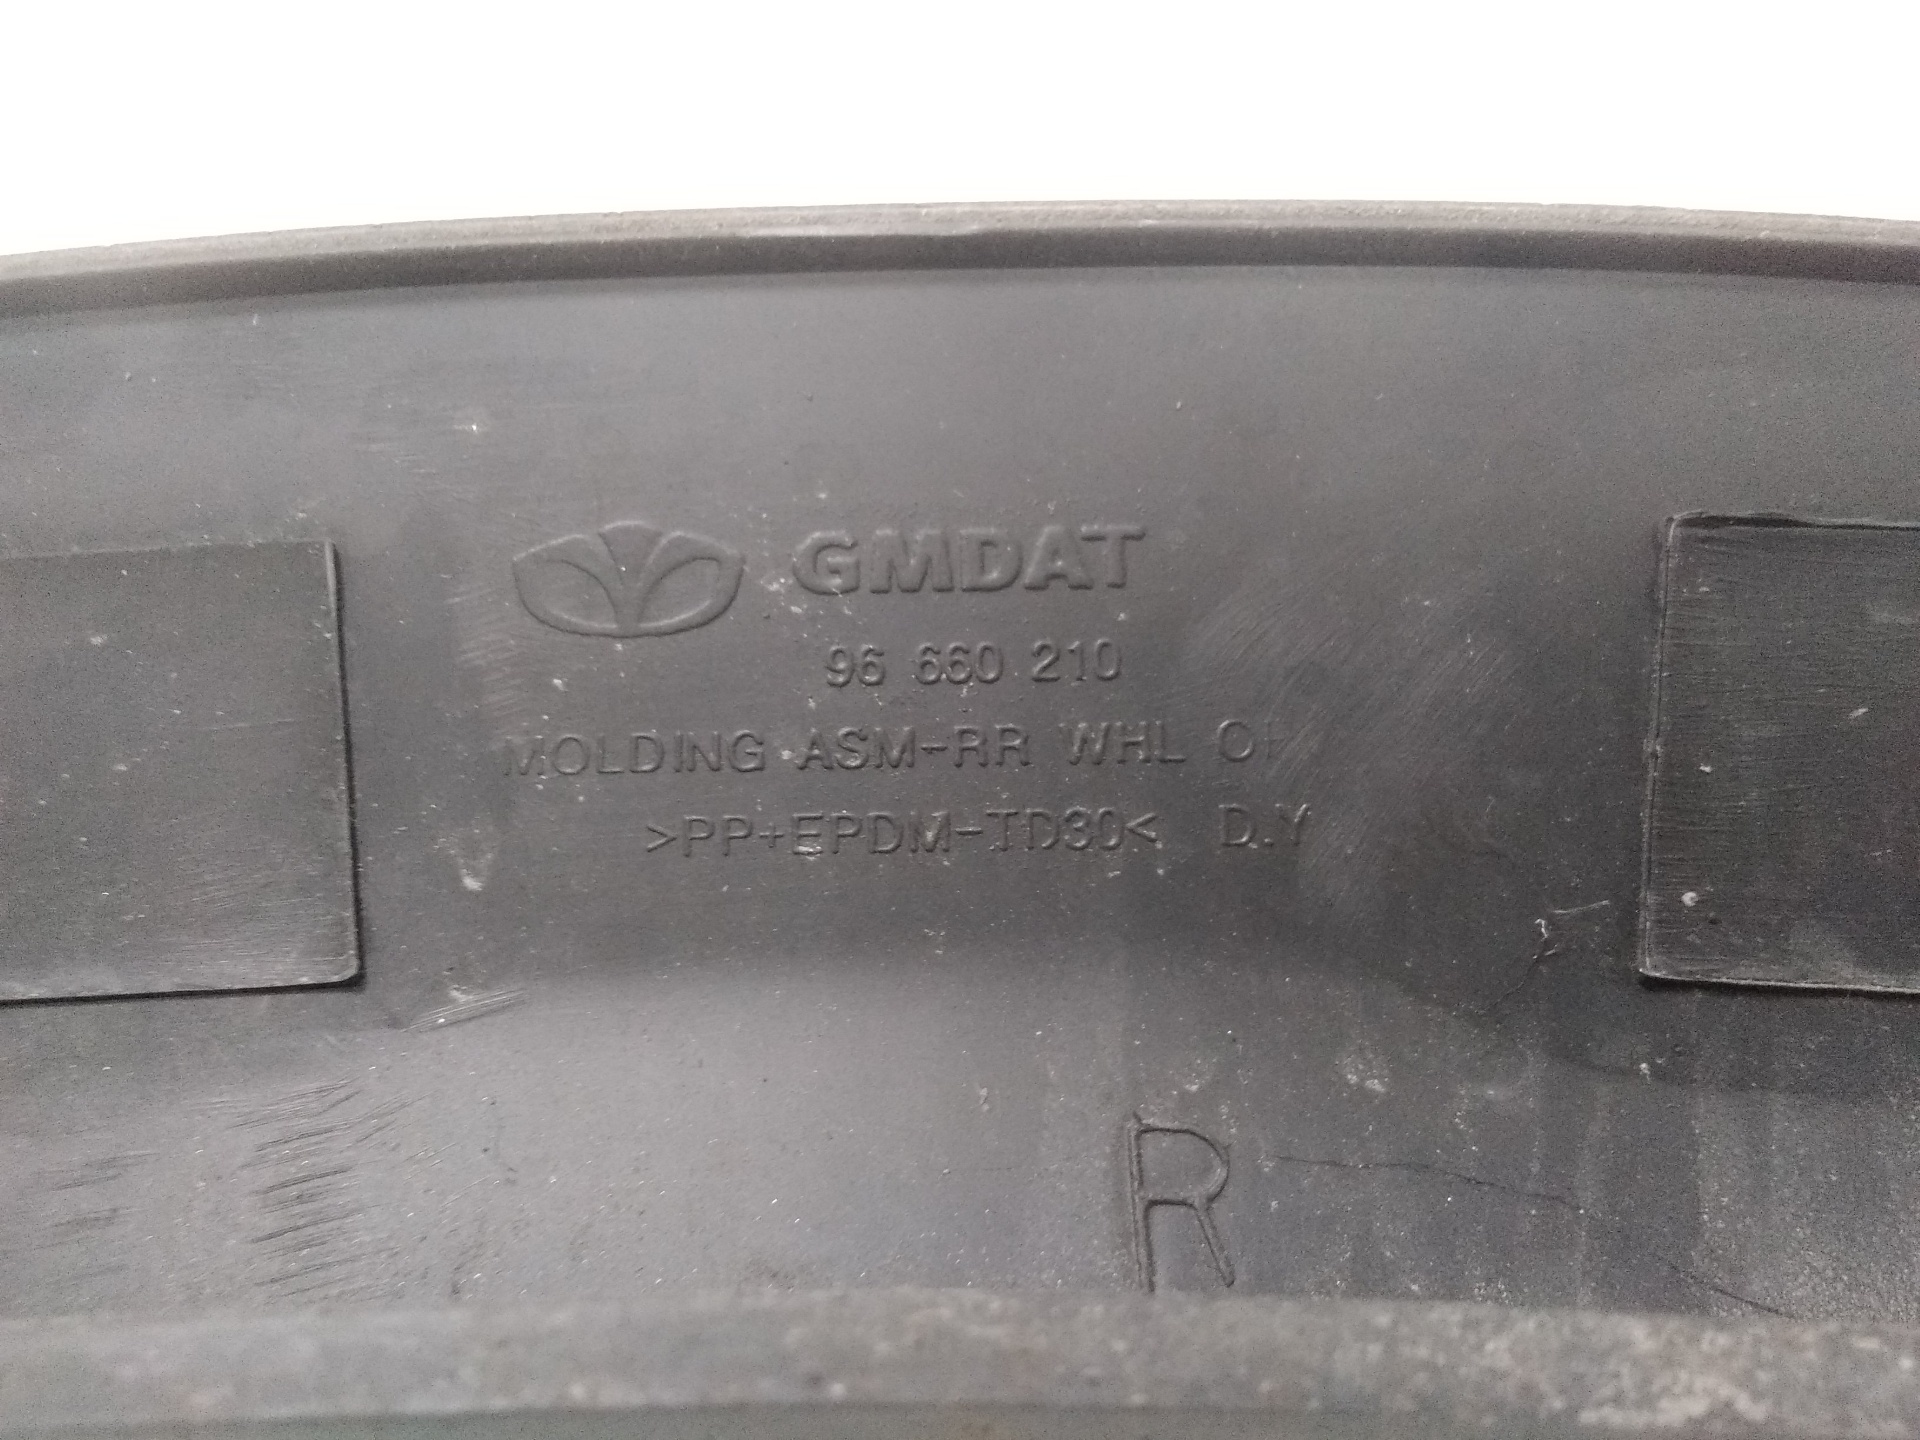 GMDAT
96 660 210
MOLDING ASM-RR WHL
>PP+EPDM-TD30< D.Y
R